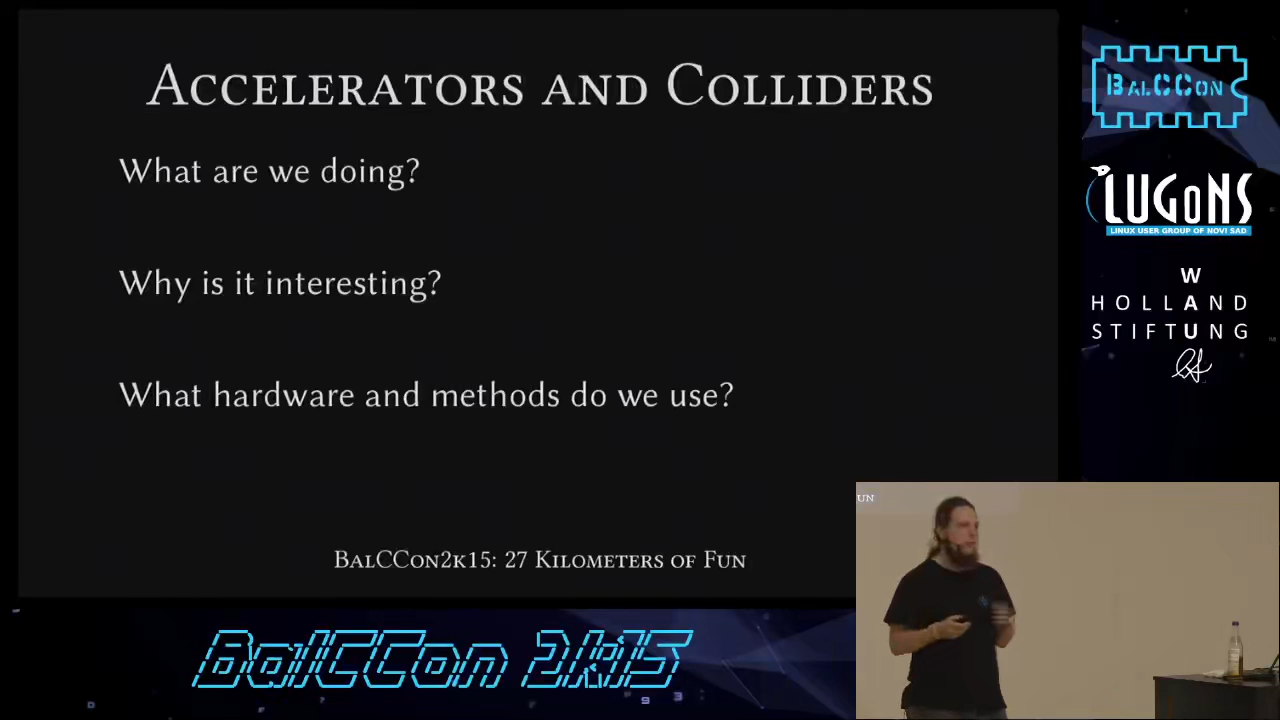 Accelerators and Colliders
What are we doing?
Why is it interesting?
What hardware and methods do we use?
BalCCon2k15: 27 Kilometers of Fun
BalCCon
LUGoNS
LINUX USER GROUP OF NOVI SAD
W
HOLLAND
STIFTUNG
UN
BalCCon 2k15